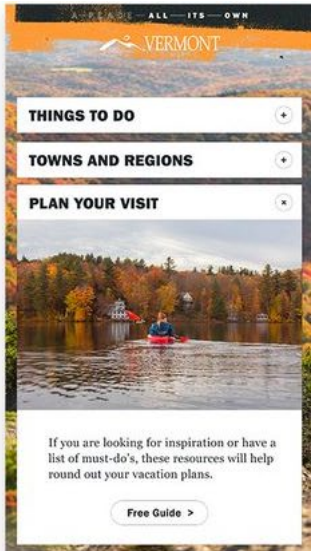 A PLACE ALL ITS OWN
VERMONT
THINGS TO DO
+
TOWNS AND REGIONS
+
PLAN YOUR VISIT
×
If you are looking for inspiration or have a
list of must-do's, these resources will help
round out your vacation plans.
Free Guide >